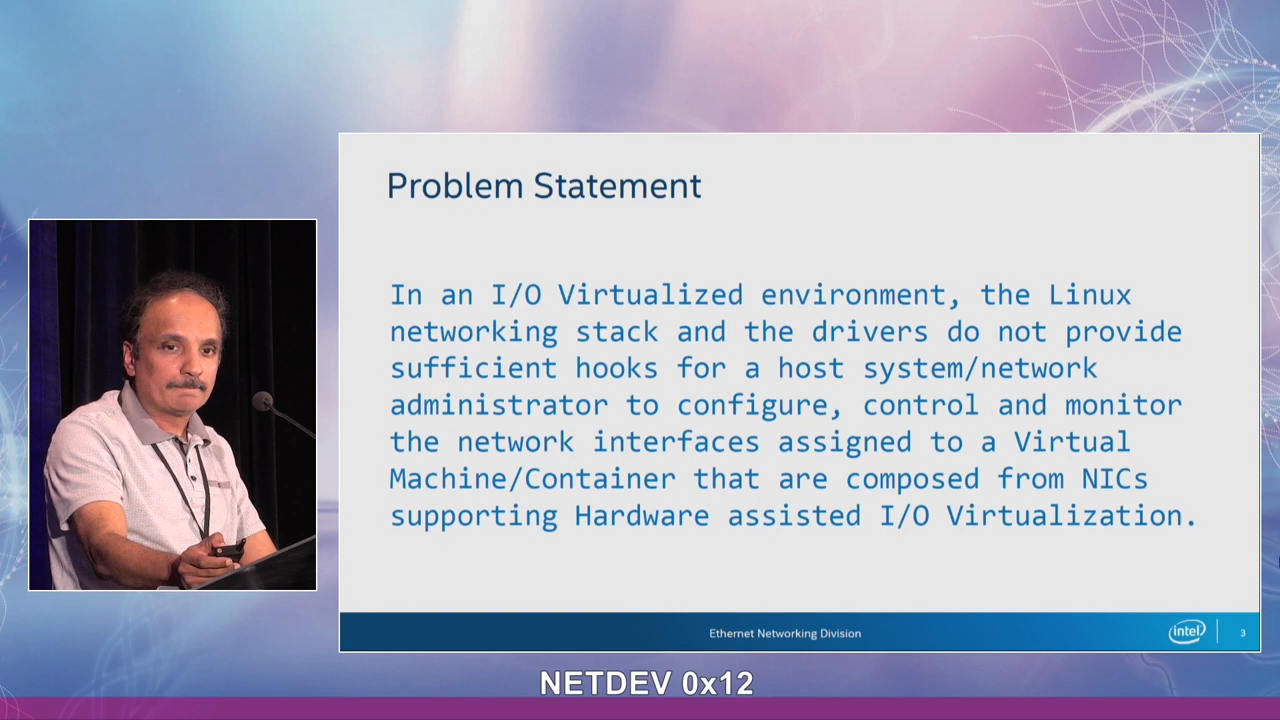 Problem Statement
In an I/O Virtualized environment, the Linux
networking stack and the drivers do not provide
sufficient hooks for a host system/network
administrator to configure, control and monitor
the network interfaces assigned to a Virtual
Machine/Container that are composed from NICs
supporting Hardware assisted I/O Virtualization.
Ethernet Networking Division
intel
3
NETDEV 0x12